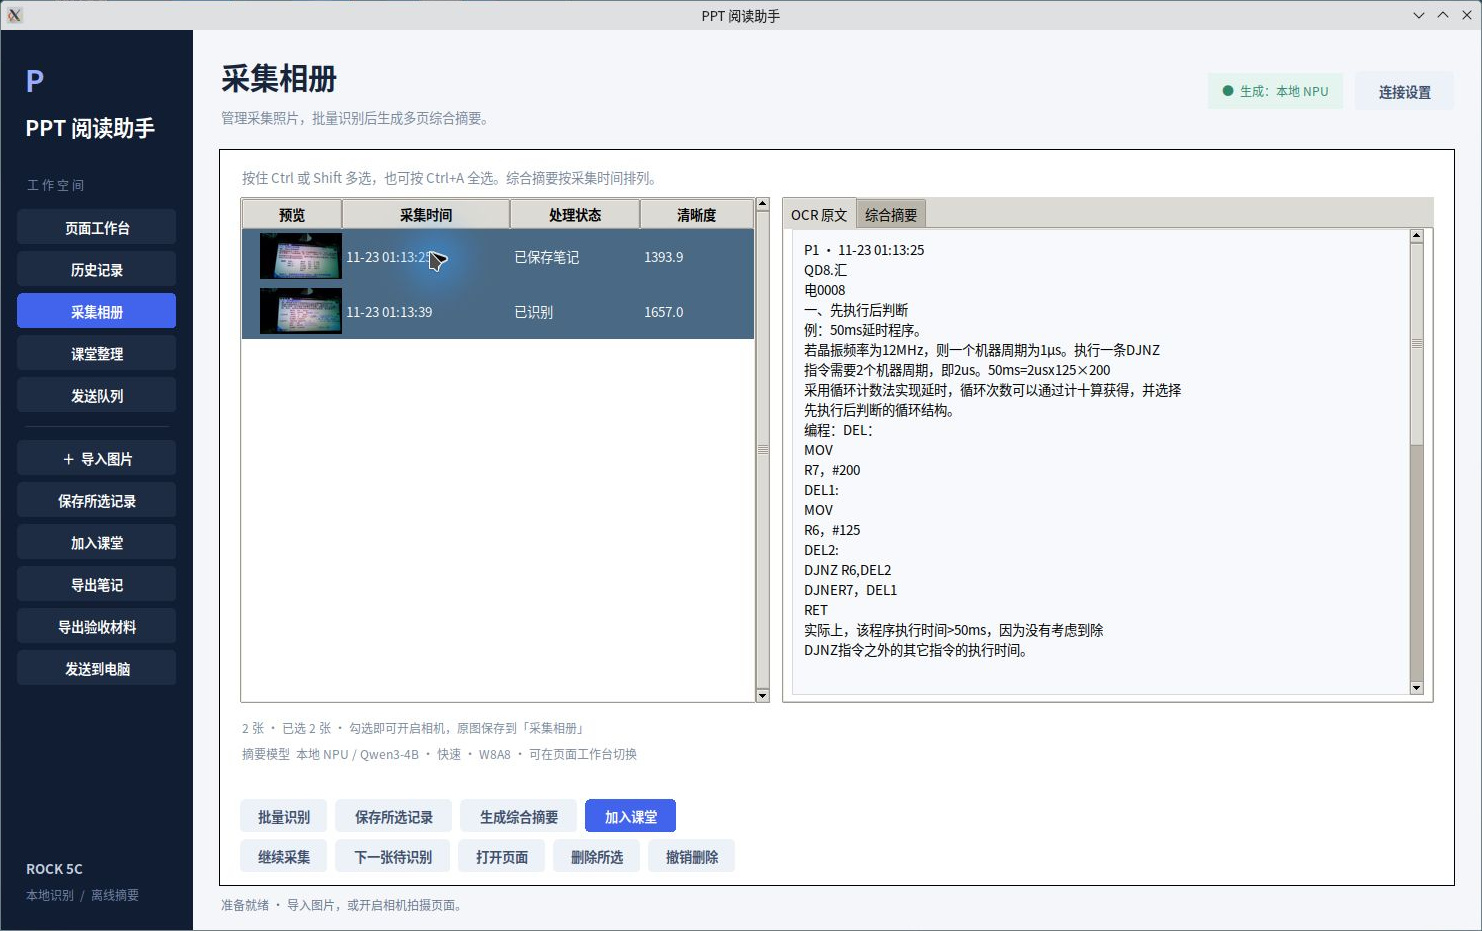 PPT 阅读助手
P
PPT 阅读助手
工作空间
页面工作台
历史记录
采集相册
课堂整理
发送队列
＋ 导入图片
保存所选记录
加入课堂
导出笔记
导出验收材料
发送到电脑
ROCK 5C
本地识别 / 离线摘要
采集相册
管理采集照片，批量识别后生成多页综合摘要。
● 生成：本地 NPU
连接设置
按住 Ctrl 或 Shift 多选，也可按 Ctrl+A 全选。综合摘要按采集时间排列。
预览 采集时间 处理状态 清晰度
11-23 01:13:25 已保存笔记 1393.9
11-23 01:13:39 已识别 1657.0
OCR 原文 综合摘要
P1 · 11-23 01:13:25
QD8.汇
电0008
一、先执行后判断
例：50ms延时程序。
若晶振频率为12MHz，则一个机器周期为1μs。执行一条DJNZ
指令需要2个机器周期，即2us。50ms=2usx125×200
采用循环计数法实现延时，循环次数可以通过计十算获得，并选择
先执行后判断的循环结构。
编程：DEL：
MOV
R7，#200
DEL1:
MOV
R6，#125
DEL2:
DJNZ R6,DEL2
DJNER7，DEL1
RET
实际上，该程序执行时间>50ms，因为没有考虑到除
DJNZ指令之外的其它指令的执行时间。
2 张 · 已选 2 张 · 勾选即可开启相机，原图保存到「采集相册」
摘要模型 本地 NPU / Qwen3-4B · 快速 · W8A8 · 可在页面工作台切换
批量识别 保存所选记录 生成综合摘要 加入课堂
继续采集 下一张待识别 打开页面 删除所选 撤销删除
准备就绪 · 导入图片，或开启相机拍摄页面。